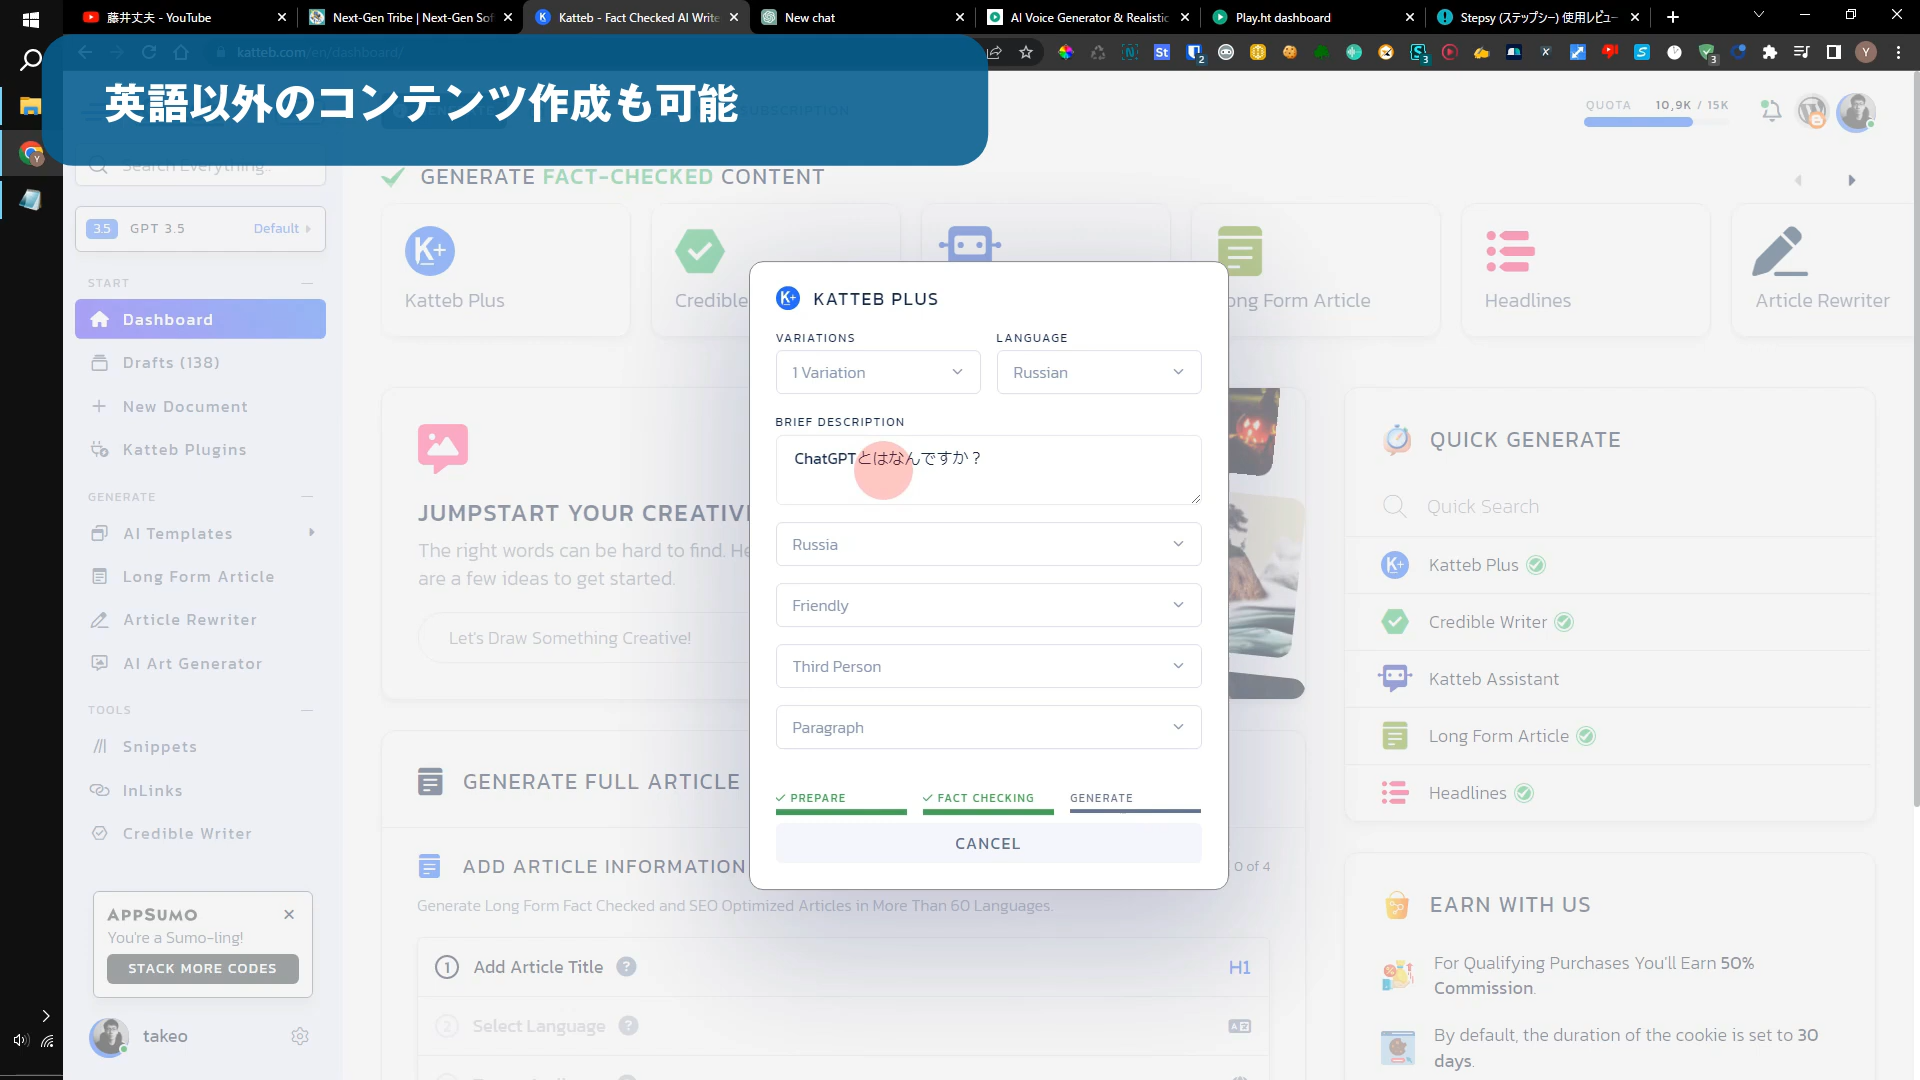 藤井丈夫 - YouTube
Next-Gen Tribe | Next-Gen Sof
Katteb - Fact Checked AI Write
New chat
AI Voice Generator & Realistic
Play.ht dashboard
Stepsy (ステップシー) 使用レビュー
katteb.com/en/dashboard/
英語以外のコンテンツ作成も可能
SUBSCRIPTION
QUOTA 10,9K / 15K
Search Everything..
GENERATE FACT-CHECKED CONTENT
3.5 GPT 3.5 Default
Katteb Plus
Credible
ong Form Article
Headlines
Article Rewriter
START
Dashboard
Drafts (138)
New Document
Katteb Plugins
GENERATE
AI Templates
Long Form Article
Article Rewriter
AI Art Generator
TOOLS
Snippets
InLinks
Credible Writer
APPSUMO
You're a Sumo-ling!
STACK MORE CODES
takeo
JUMPSTART YOUR CREATIVI
The right words can be hard to find. He
are a few ideas to get started.
Let's Draw Something Creative!
GENERATE FULL ARTICLE
ADD ARTICLE INFORMATION
0 of 4
Generate Long Form Fact Checked and SEO Optimized Articles in More Than 60 Languages.
1 Add Article Title ? H1
2 Select Language ?
K+ KATTEB PLUS
VARIATIONS
LANGUAGE
1 Variation
Russian
BRIEF DESCRIPTION
ChatGPTとはなんですか？
Russia
Friendly
Third Person
Paragraph
PREPARE
FACT CHECKING
GENERATE
CANCEL
QUICK GENERATE
Quick Search
Katteb Plus
Credible Writer
Katteb Assistant
Long Form Article
Headlines
EARN WITH US
For Qualifying Purchases You'll Earn 50%
Commission.
By default, the duration of the cookie is set to 30
days.